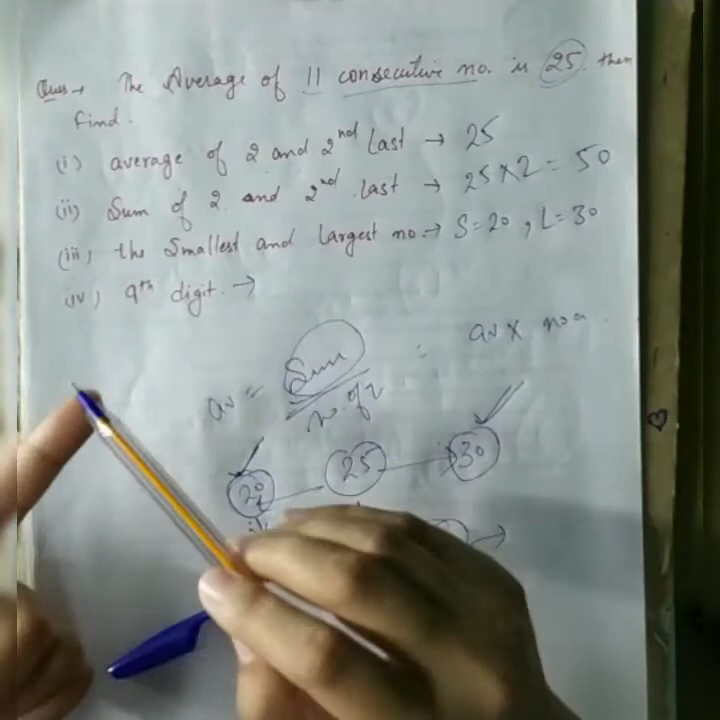 Ques → The Average of 11 consecutive no. is 25. then
find.
(i) average of 2 and 2nd last → 25
(ii) Sum of 2 and 2nd last → 25×2 = 50
(iii) the Smallest and largest no. → S=20, L=30
(iv) 9th digit. →
av = Sum / no. of = av × no
20 25 30